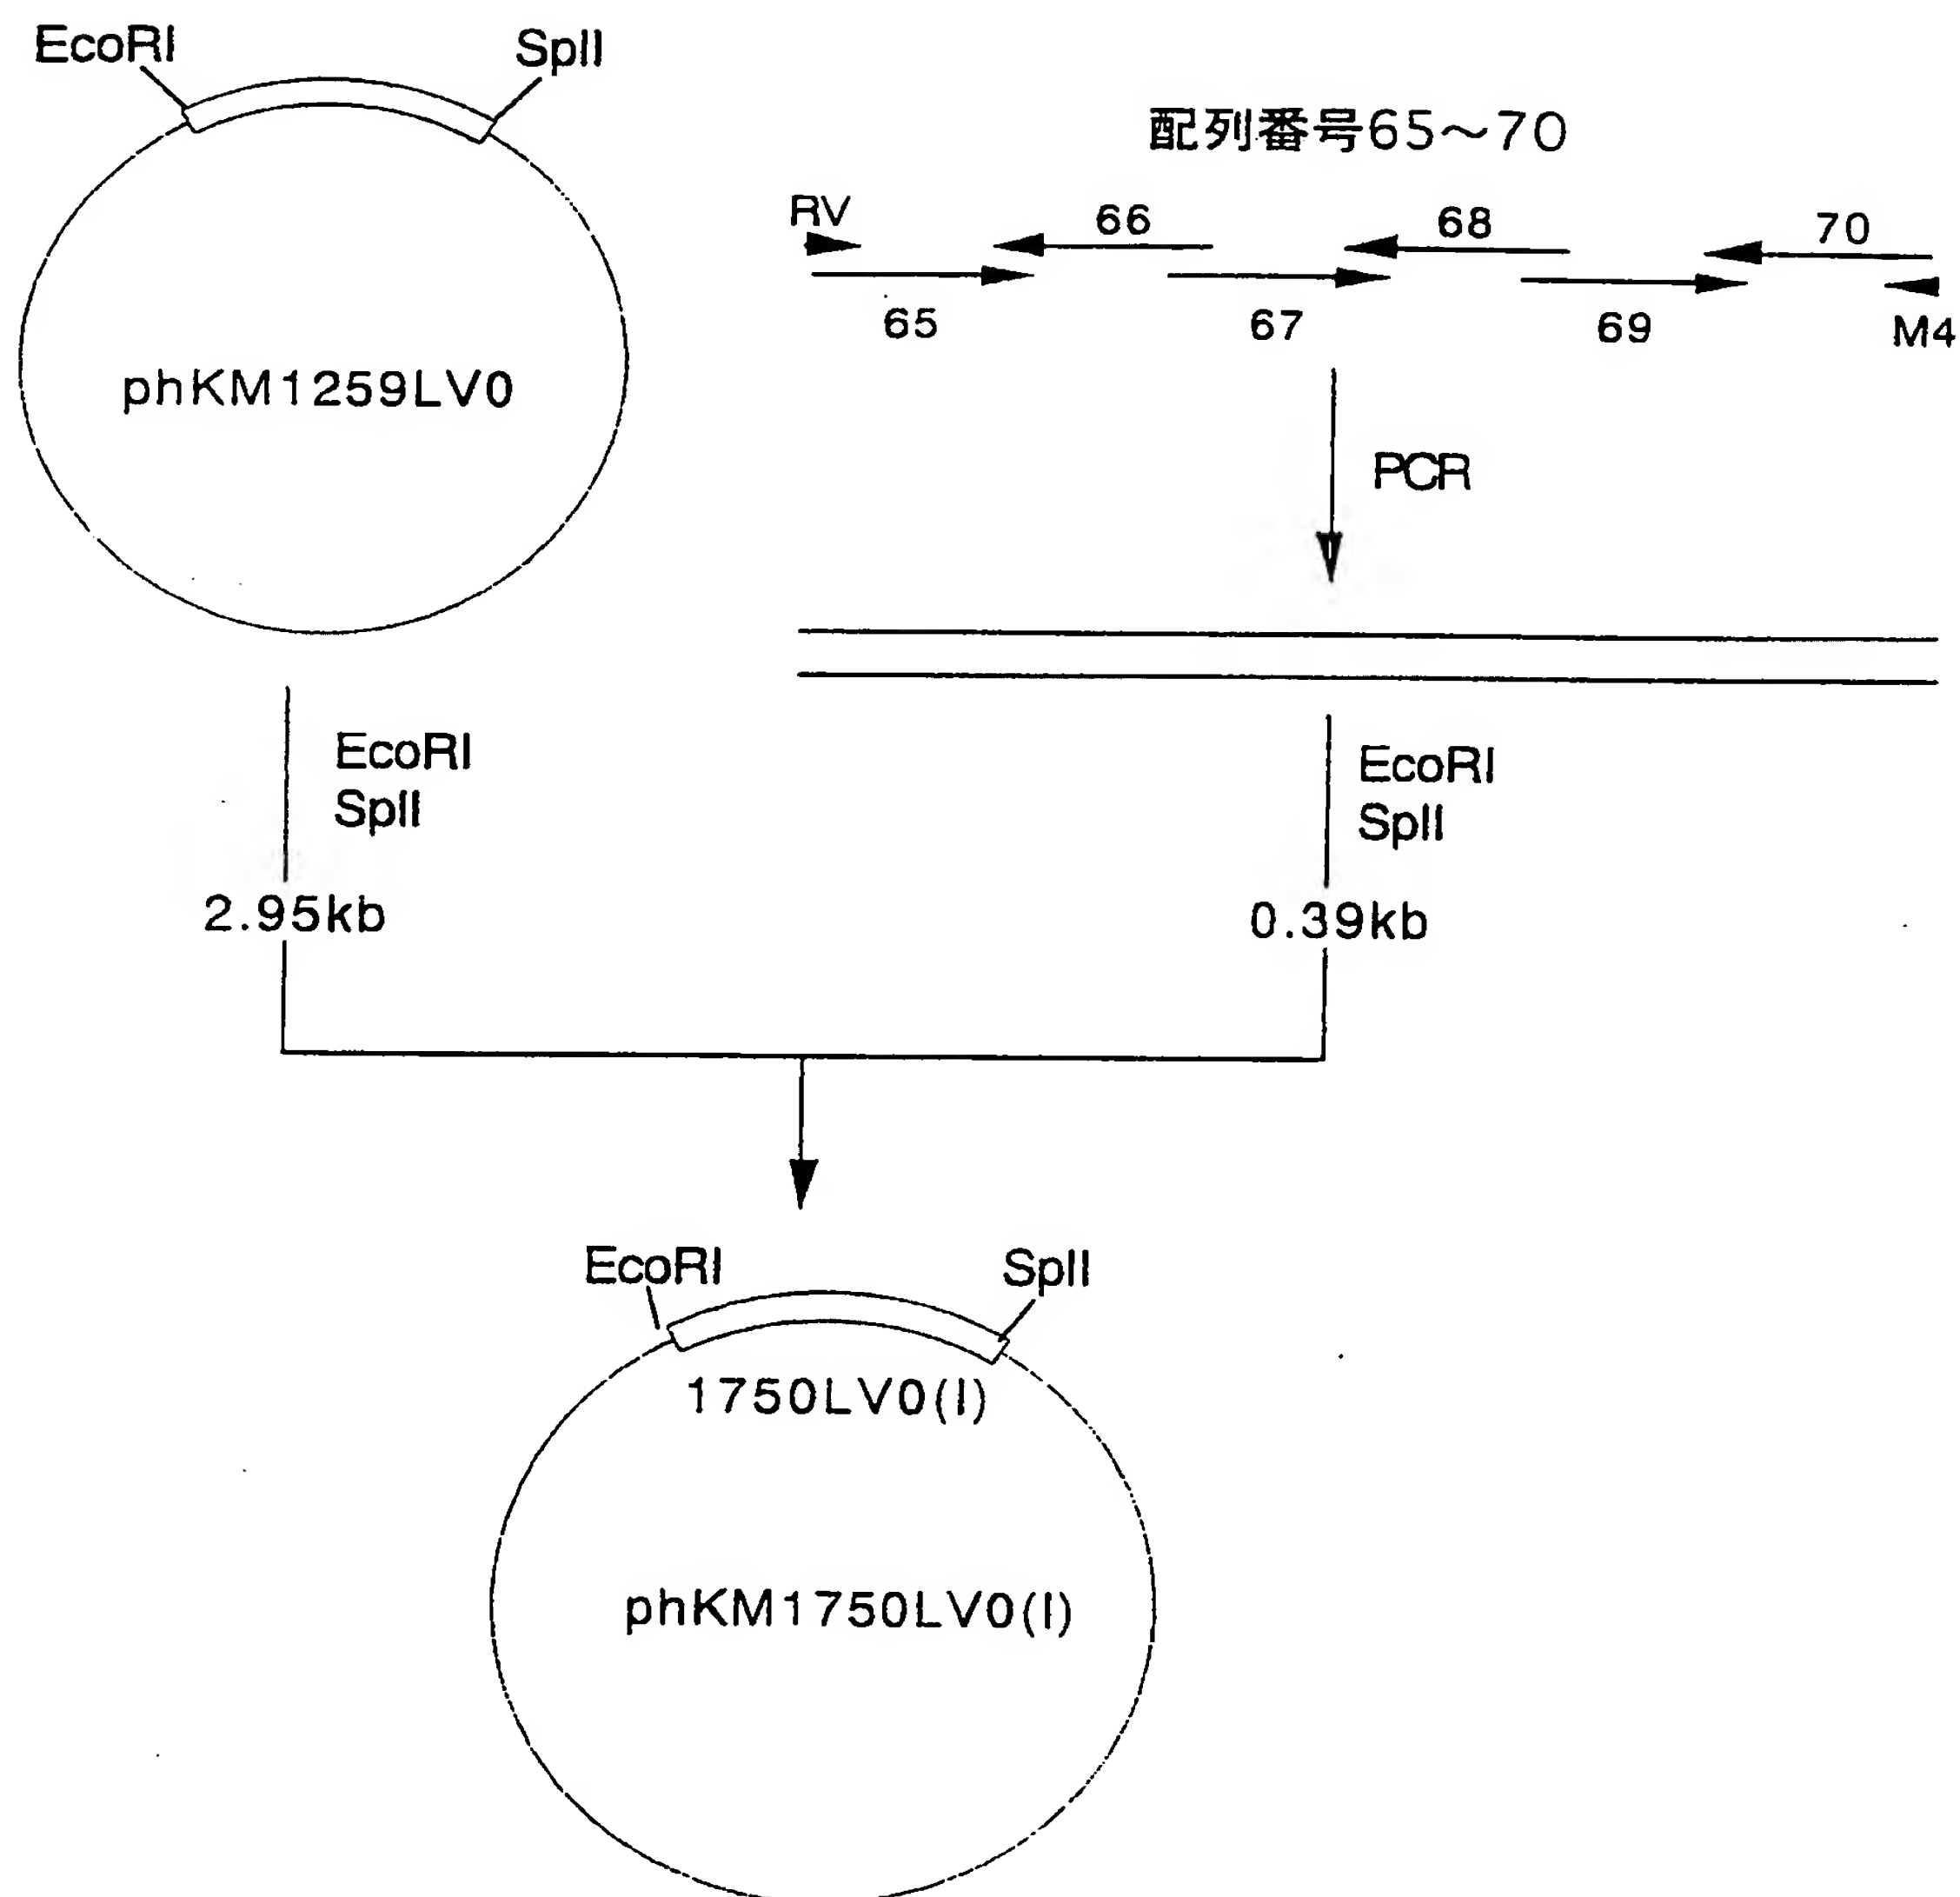 EcoRI
SplI
phKM1259LV0
配列番号65～70
RV
66
68
70
65
67
69
M4
PCR
EcoRI
SplI
EcoRI
SplI
2.95kb
0.39kb
EcoRI
SplI
1750LV0(I)
phKM1750LV0(I)